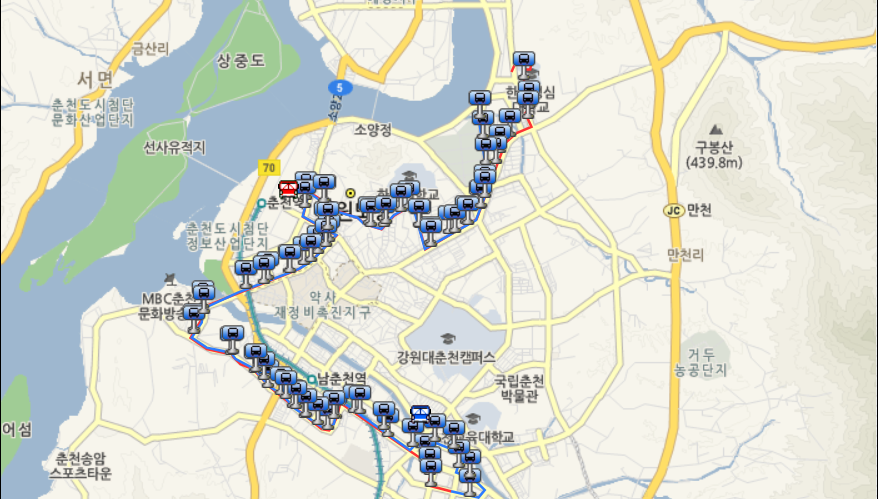 금산리
상중도
서면
춘천도시첨단
문화산업단지
5
소양정
구봉산
(439.8m)
선사유적지
70
JC 만천
춘천도시첨단
정보산업단지
만천리
MBC춘천
문화방송
약사
재정비촉진지구
강원대춘천캠퍼스
거두
농공단지
남춘천역
국립춘천
박물관
어섬
춘천송암
스포츠타운